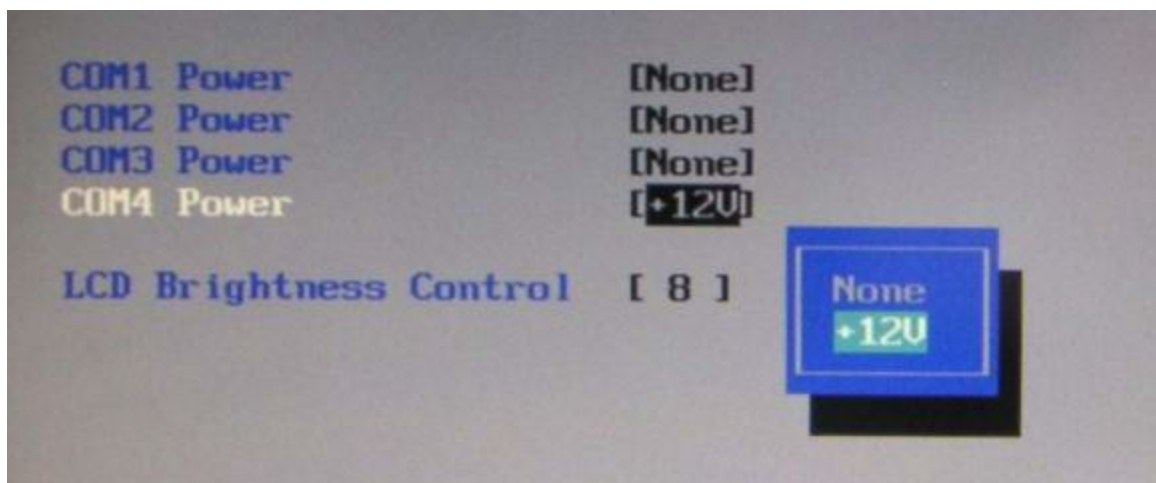 COM1 Power [None]
COM2 Power [None]
COM3 Power [None]
COM4 Power [+12V]
LCD Brightness Control [ 8 ]
None
+12V